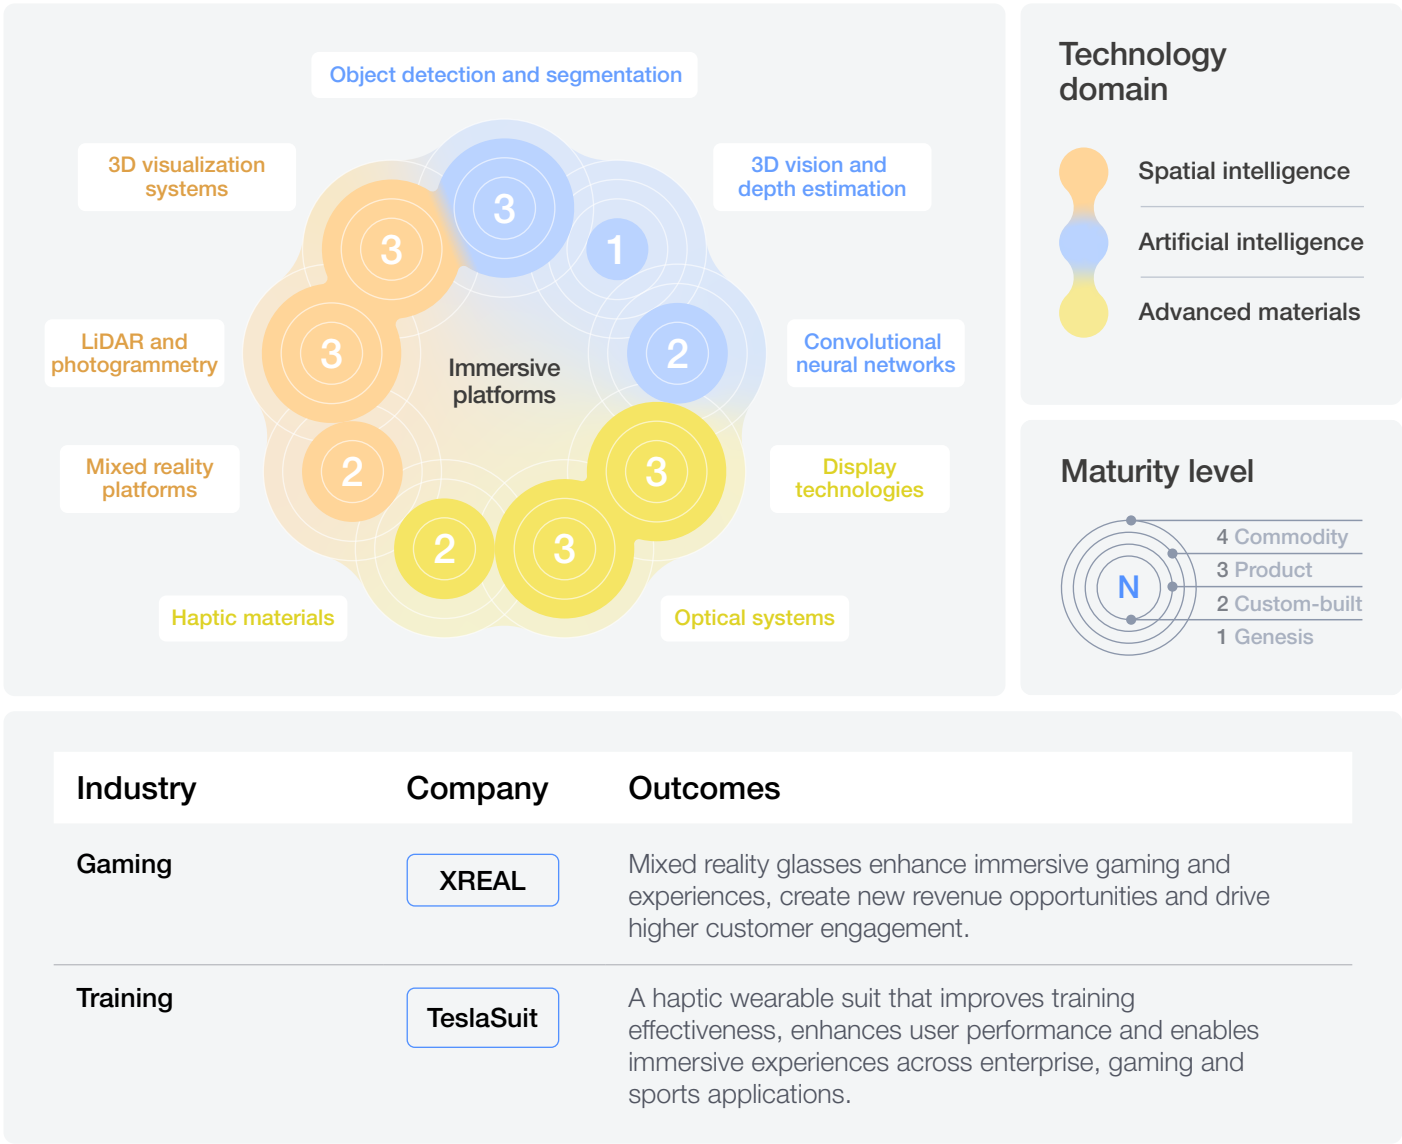 Object detection and segmentation
3D visualization
systems
3D vision and
depth estimation
3
3
1
LiDAR and
photogrammetry
3
2
Convolutional
neural networks
Immersive
platforms
Mixed reality
platforms
2
3
Display
technologies
2
3
Haptic materials
Optical systems
Technology
domain
Spatial intelligence
Artificial intelligence
Advanced materials
Maturity level
N
4 Commodity
3 Product
2 Custom-built
1 Genesis
Industry
Company
Outcomes
Gaming
XREAL
Mixed reality glasses enhance immersive gaming and
experiences, create new revenue opportunities and drive
higher customer engagement.
Training
TeslaSuit
A haptic wearable suit that improves training
effectiveness, enhances user performance and enables
immersive experiences across enterprise, gaming and
sports applications.